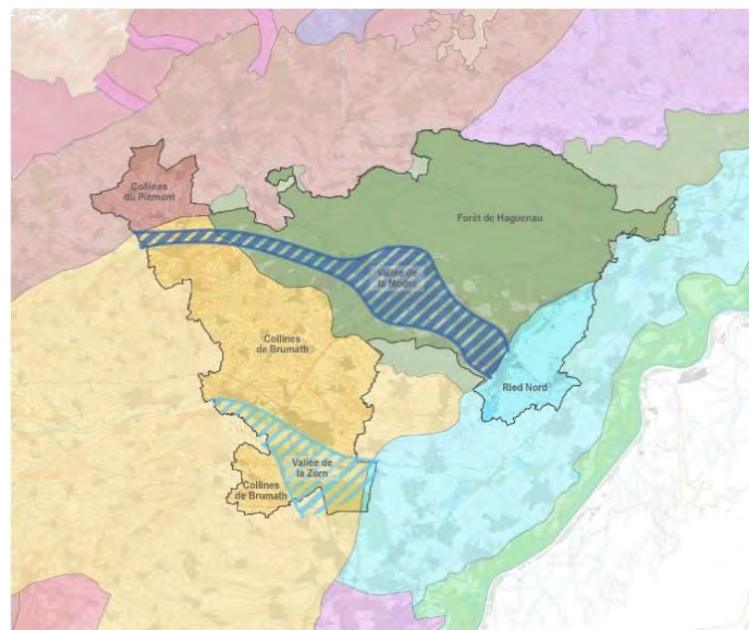 Collines
du Piémont
Forêt de Haguenau
Vallée de
la Moder
Collines
de Brumath
Ried Nord
Vallée de
la Zorn
Collines
de Brumath